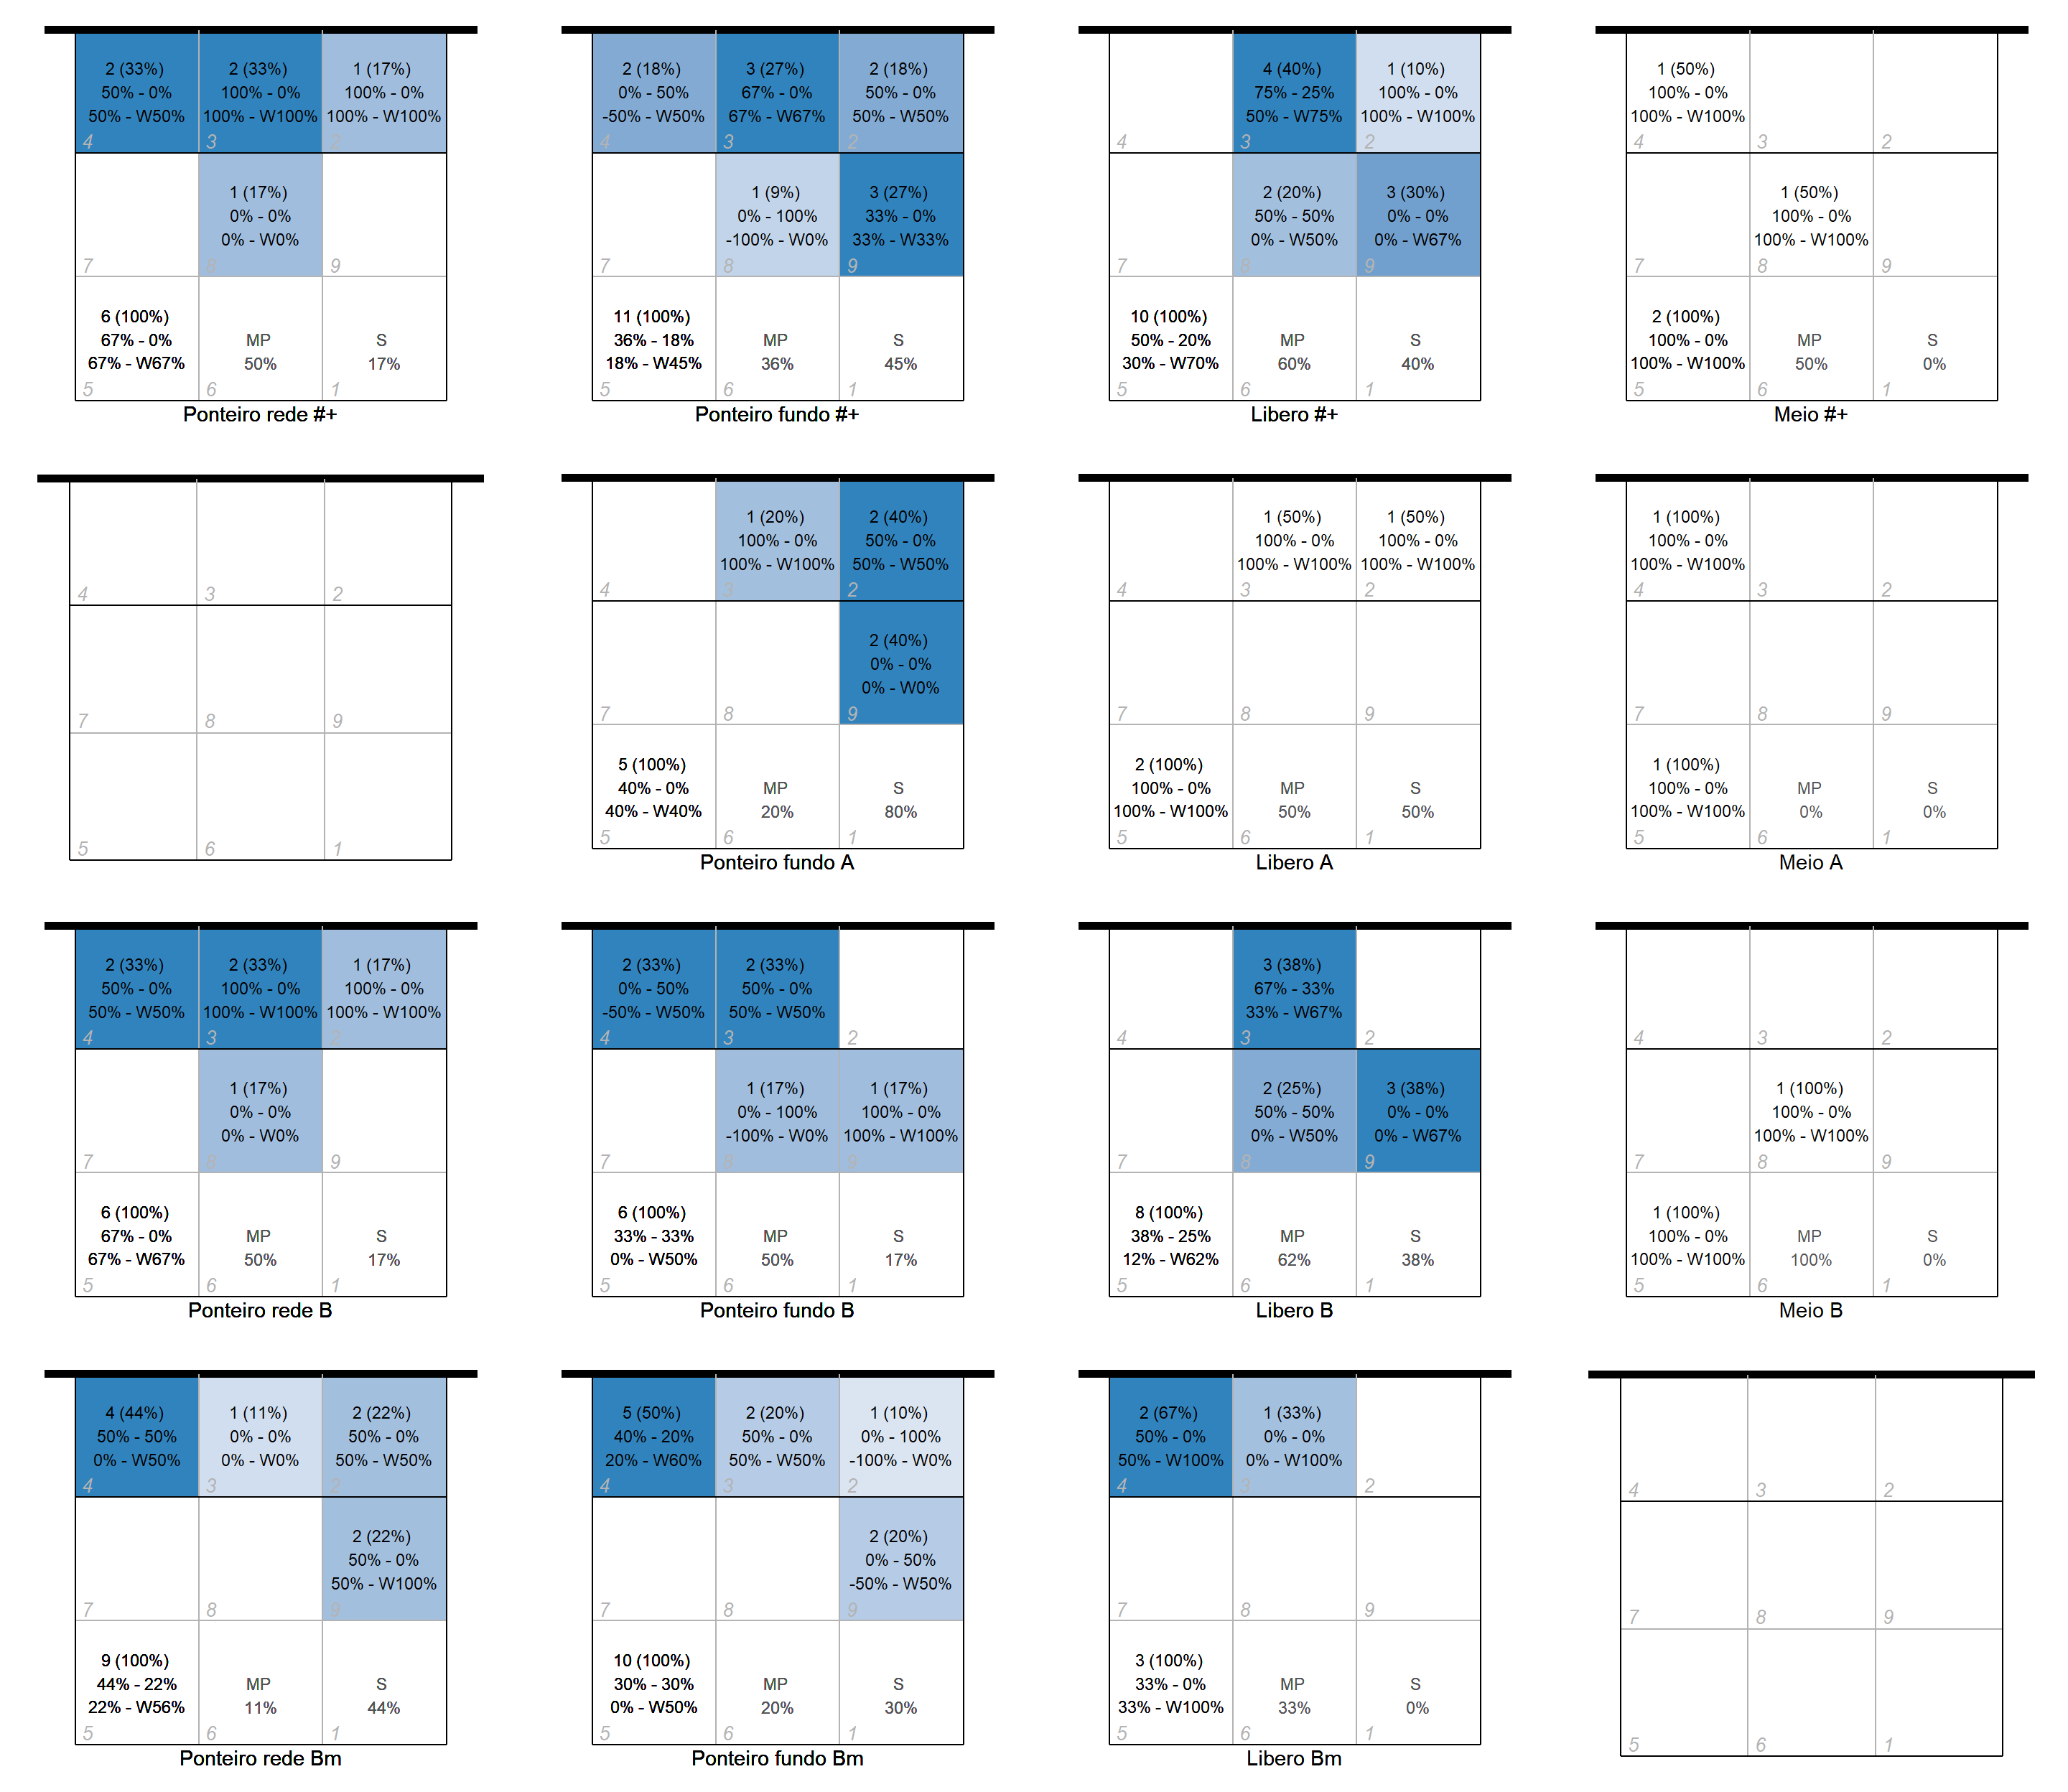 2 (33%) 2 (33%) 1 (17%)
50% - 0% 100% - 0% 100% - 0%
50% - W50% 100% - W100% 100% - W100%
4 3 2
1 (17%)
0% - 0%
0% - W0%
7 8 9
6 (100%)
67% - 0% MP S
67% - W67% 50% 17%
5 6 1
Ponteiro rede #+
2 (18%) 3 (27%) 2 (18%)
0% - 50% 67% - 0% 50% - 0%
-50% - W50% 67% - W67% 50% - W50%
4 3 2
1 (9%) 3 (27%)
0% - 100% 33% - 0%
-100% - W0% 33% - W33%
7 8 9
11 (100%)
36% - 18% MP S
18% - W45% 36% 45%
5 6 1
Ponteiro fundo #+
4 (40%) 1 (10%)
75% - 25% 100% - 0%
50% - W75% 100% - W100%
4 3 2
2 (20%) 3 (30%)
50% - 50% 0% - 0%
0% - W50% 0% - W67%
7 8 9
10 (100%)
50% - 20% MP S
30% - W70% 60% 40%
5 6 1
Libero #+
1 (50%)
100% - 0%
100% - W100%
4 3 2
1 (50%)
100% - 0%
100% - W100%
7 8 9
2 (100%)
100% - 0% MP S
100% - W100% 50% 0%
5 6 1
Meio #+
4 3 2
7 8 9
5 6 1
1 (20%) 2 (40%)
100% - 0% 50% - 0%
100% - W100% 50% - W50%
4 3 2
2 (40%)
0% - 0%
0% - W0%
7 8 9
5 (100%)
40% - 0% MP S
40% - W40% 20% 80%
5 6 1
Ponteiro fundo A
1 (50%) 1 (50%)
100% - 0% 100% - 0%
100% - W100% 100% - W100%
4 3 2
7 8 9
2 (100%)
100% - 0% MP S
100% - W100% 50% 50%
5 6 1
Libero A
1 (100%)
100% - 0%
100% - W100%
4 3 2
7 8 9
1 (100%)
100% - 0% MP S
100% - W100% 0% 0%
5 6 1
Meio A
2 (33%) 2 (33%) 1 (17%)
50% - 0% 100% - 0% 100% - 0%
50% - W50% 100% - W100% 100% - W100%
4 3 2
1 (17%)
0% - 0%
0% - W0%
7 8 9
6 (100%)
67% - 0% MP S
67% - W67% 50% 17%
5 6 1
Ponteiro rede B
2 (33%) 2 (33%)
0% - 50% 50% - 0%
-50% - W50% 50% - W50%
4 3 2
1 (17%) 1 (17%)
0% - 100% 100% - 0%
-100% - W0% 100% - W100%
7 8 9
6 (100%)
33% - 33% MP S
0% - W50% 50% 17%
5 6 1
Ponteiro fundo B
3 (38%)
67% - 33%
33% - W67%
4 3 2
2 (25%) 3 (38%)
50% - 50% 0% - 0%
0% - W50% 0% - W67%
7 8 9
8 (100%)
38% - 25% MP S
12% - W62% 62% 38%
5 6 1
Libero B
4 3 2
1 (100%)
100% - 0%
100% - W100%
7 8 9
1 (100%)
100% - 0% MP S
100% - W100% 100% 0%
5 6 1
Meio B
4 (44%) 1 (11%) 2 (22%)
50% - 50% 0% - 0% 50% - 0%
0% - W50% 0% - W0% 50% - W50%
4 3 2
2 (22%)
50% - 0%
50% - W100%
7 8 9
9 (100%)
44% - 22% MP S
22% - W56% 11% 44%
5 6 1
Ponteiro rede Bm
5 (50%) 2 (20%) 1 (10%)
40% - 20% 50% - 0% 0% - 100%
20% - W60% 50% - W50% -100% - W0%
4 3 2
2 (20%)
0% - 50%
-50% - W50%
7 8 9
10 (100%)
30% - 30% MP S
0% - W50% 20% 30%
5 6 1
Ponteiro fundo Bm
2 (67%) 1 (33%)
50% - 0% 0% - 0%
50% - W100% 0% - W100%
4 3 2
7 8 9
3 (100%)
33% - 0% MP S
33% - W100% 33% 0%
5 6 1
Libero Bm
4 3 2
7 8 9
5 6 1